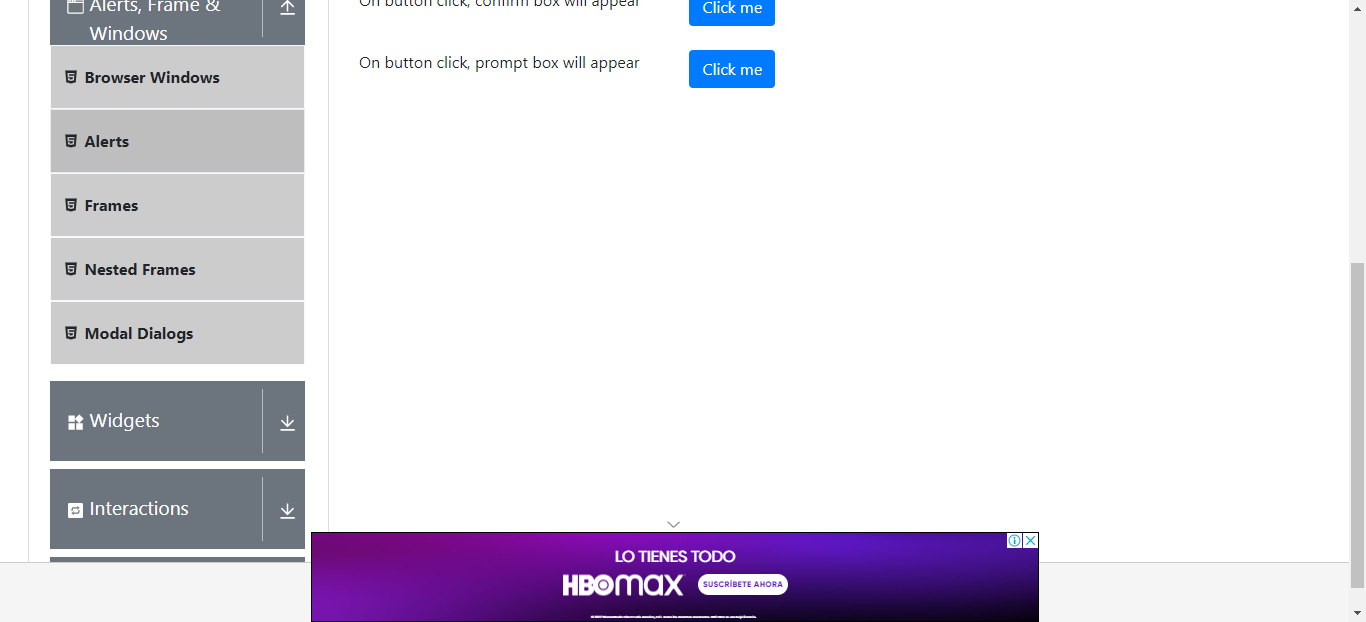 Alerts, Frame &
Windows
Browser Windows
Alerts
Frames
Nested Frames
Modal Dialogs
Widgets
Interactions
On button click, confirm box will appear
Click me
On button click, prompt box will appear
Click me
LO TIENES TODO
HBOMAX
SUSCRÍBETE AHORA